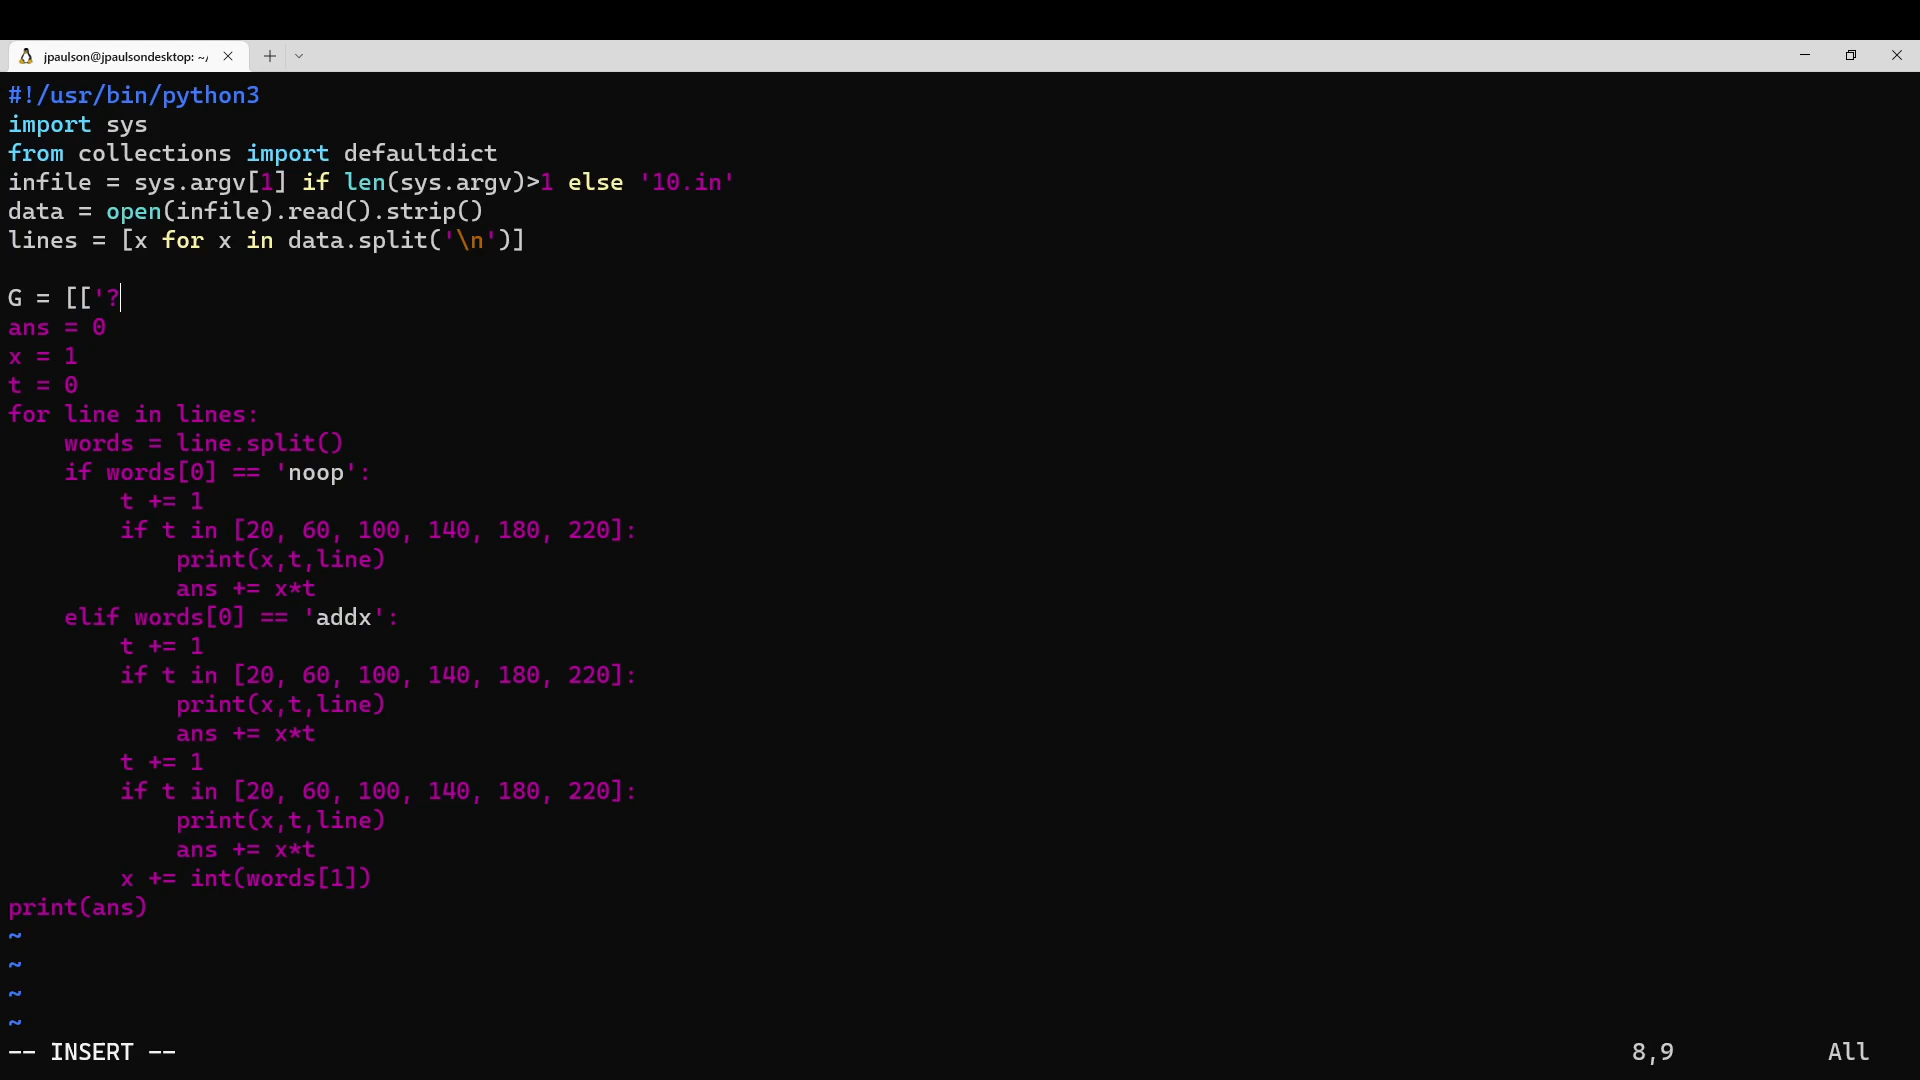 jpaulson@jpaulsondesktop: ~/
#!/usr/bin/python3
import sys
from collections import defaultdict
infile = sys.argv[1] if len(sys.argv)>1 else '10.in'
data = open(infile).read().strip()
lines = [x for x in data.split('\n')]

G = [['?
ans = 0
x = 1
t = 0
for line in lines:
    words = line.split()
    if words[0] == 'noop':
        t += 1
        if t in [20, 60, 100, 140, 180, 220]:
            print(x,t,line)
            ans += x*t
    elif words[0] == 'addx':
        t += 1
        if t in [20, 60, 100, 140, 180, 220]:
            print(x,t,line)
            ans += x*t
        t += 1
        if t in [20, 60, 100, 140, 180, 220]:
            print(x,t,line)
            ans += x*t
        x += int(words[1])
print(ans)
~
~
~
~
-- INSERT -- 8,9 All